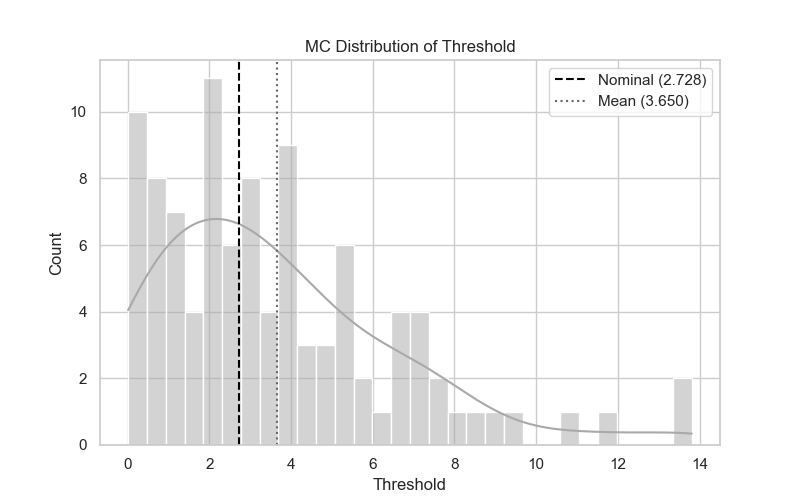 MC Distribution of Threshold
Nominal (2.728)
Mean (3.650)
Count
10
8
6
4
2
0
0 2 4 6 8 10 12 14
Threshold